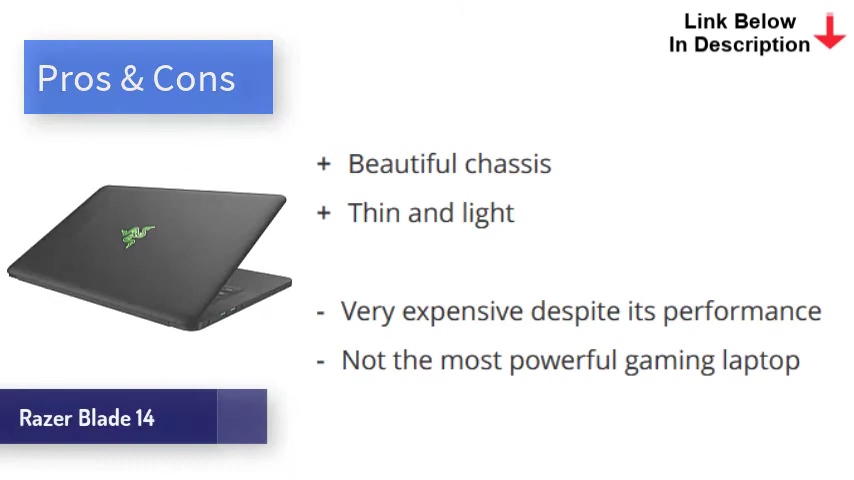 Link Below
In Description
Pros & Cons
+ Beautiful chassis
+ Thin and light
- Very expensive despite its performance
- Not the most powerful gaming laptop
Razer Blade 14